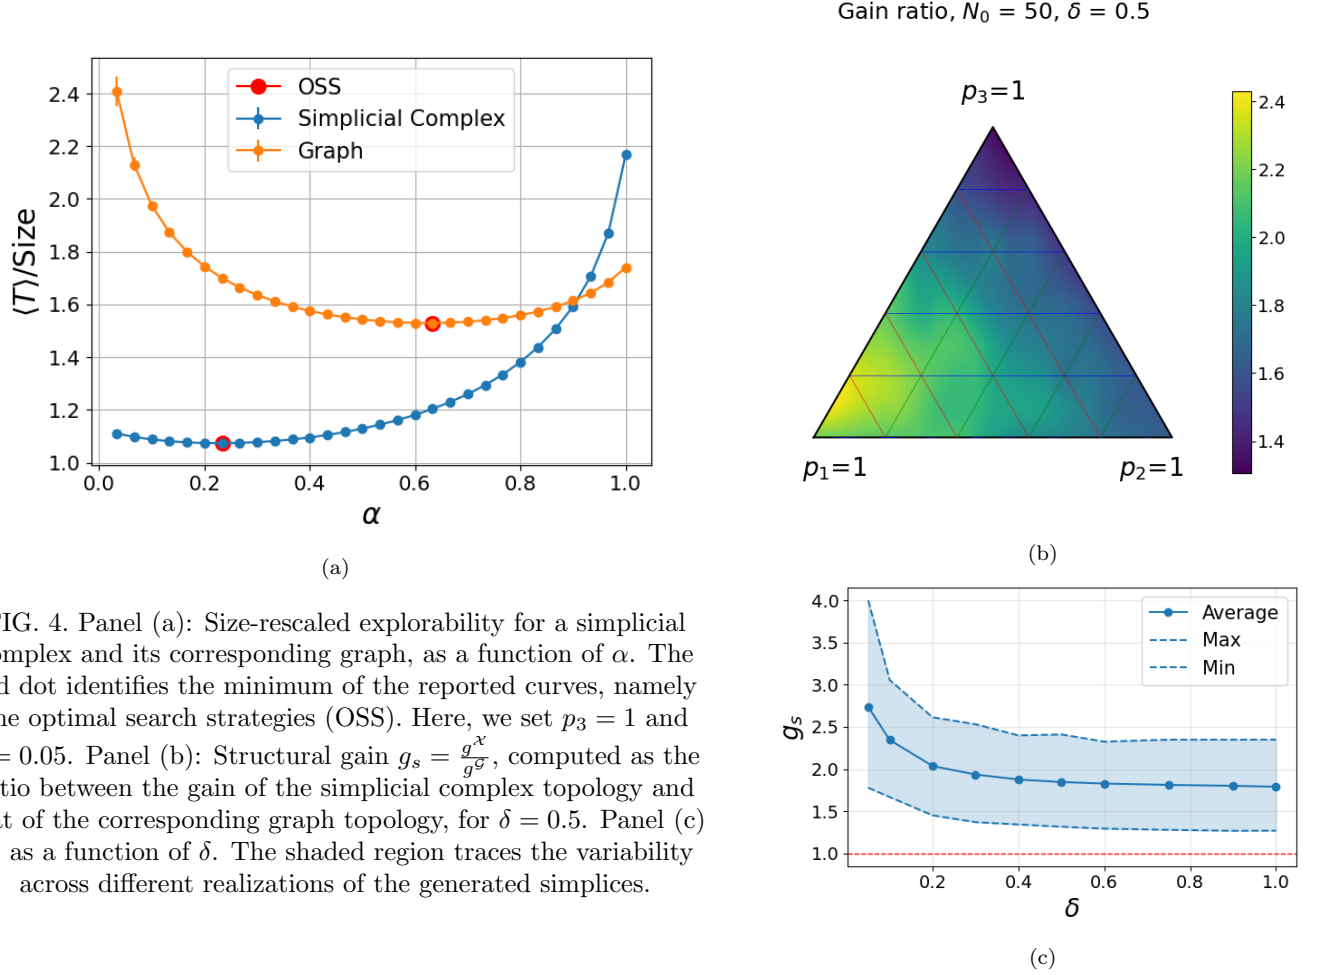 Gain ratio, N₀ = 50, δ = 0.5
OSS
Simplicial Complex
Graph
2.4
2.2
2.0
1.8
1.6
1.4
1.2
1.0
⟨T⟩/Size
0.0 0.2 0.4 0.6 0.8 1.0
α
(a)
p₃=1
p₁=1
p₂=1
2.4
2.2
2.0
1.8
1.6
1.4
(b)
IG. 4. Panel (a): Size-rescaled explorability for a simplicial
omplex and its corresponding graph, as a function of α. The
d dot identifies the minimum of the reported curves, namely
he optimal search strategies (OSS). Here, we set p₃ = 1 and
= 0.05. Panel (b): Structural gain gₛ = g^𝒳/g^𝒢, computed as the
tio between the gain of the simplicial complex topology and
at of the corresponding graph topology, for δ = 0.5. Panel (c)
as a function of δ. The shaded region traces the variability
across different realizations of the generated simplices.
Average
Max
Min
4.0
3.5
3.0
2.5
2.0
1.5
1.0
gₛ
0.2 0.4 0.6 0.8 1.0
δ
(c)